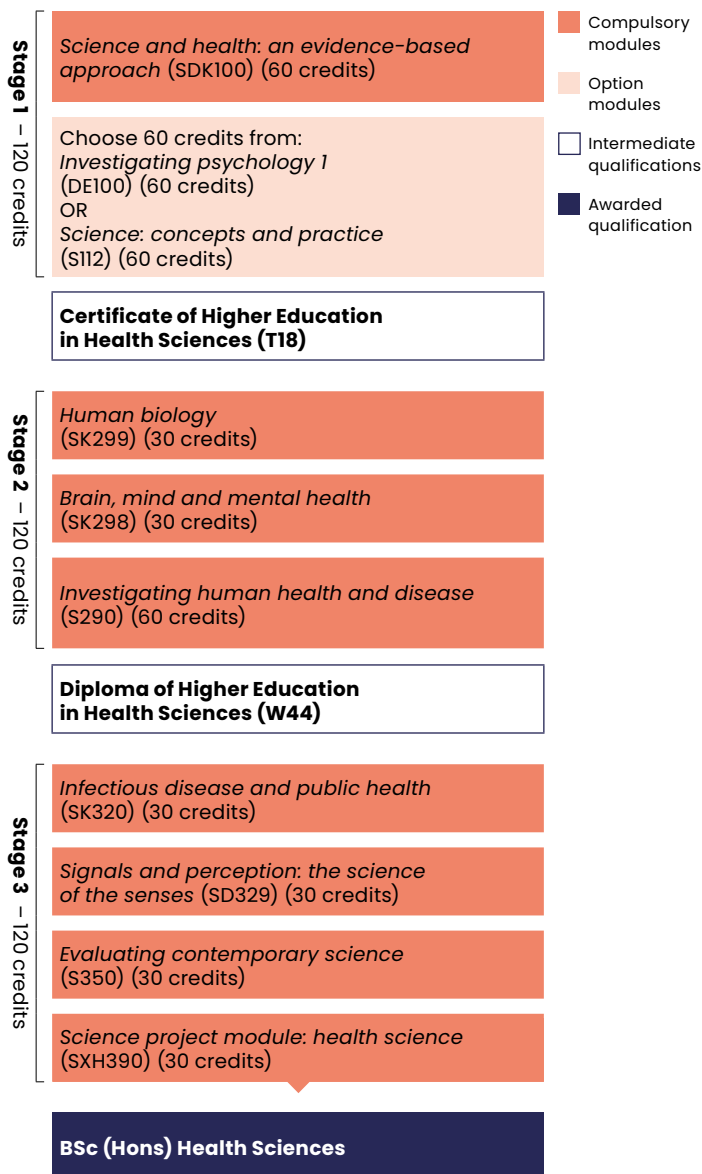 Stage 1 – 120 credits
Science and health: an evidence-based
approach (SDK100) (60 credits)
Choose 60 credits from:
Investigating psychology 1
(DE100) (60 credits)
OR
Science: concepts and practice
(S112) (60 credits)
Certificate of Higher Education
in Health Sciences (T18)
Stage 2 – 120 credits
Human biology
(SK299) (30 credits)
Brain, mind and mental health
(SK298) (30 credits)
Investigating human health and disease
(S290) (60 credits)
Diploma of Higher Education
in Health Sciences (W44)
Stage 3 – 120 credits
Infectious disease and public health
(SK320) (30 credits)
Signals and perception: the science
of the senses (SD329) (30 credits)
Evaluating contemporary science
(S350) (30 credits)
Science project module: health science
(SXH390) (30 credits)
BSc (Hons) Health Sciences
Compulsory
modules
Option
modules
Intermediate
qualifications
Awarded
qualification